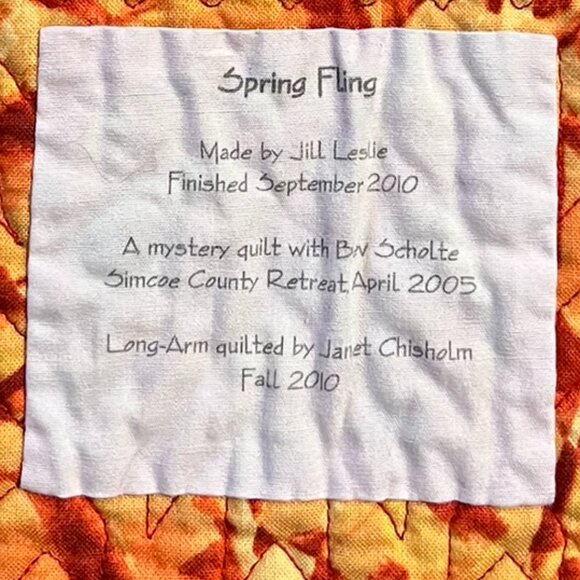 Spring Fling
Made by Jill Leslie
Finished September 2010
A mystery quilt with Scholte
Simcoe County Retreat, April 2005
Long-Arm quilted by Janet Chisholm
Fall 2010